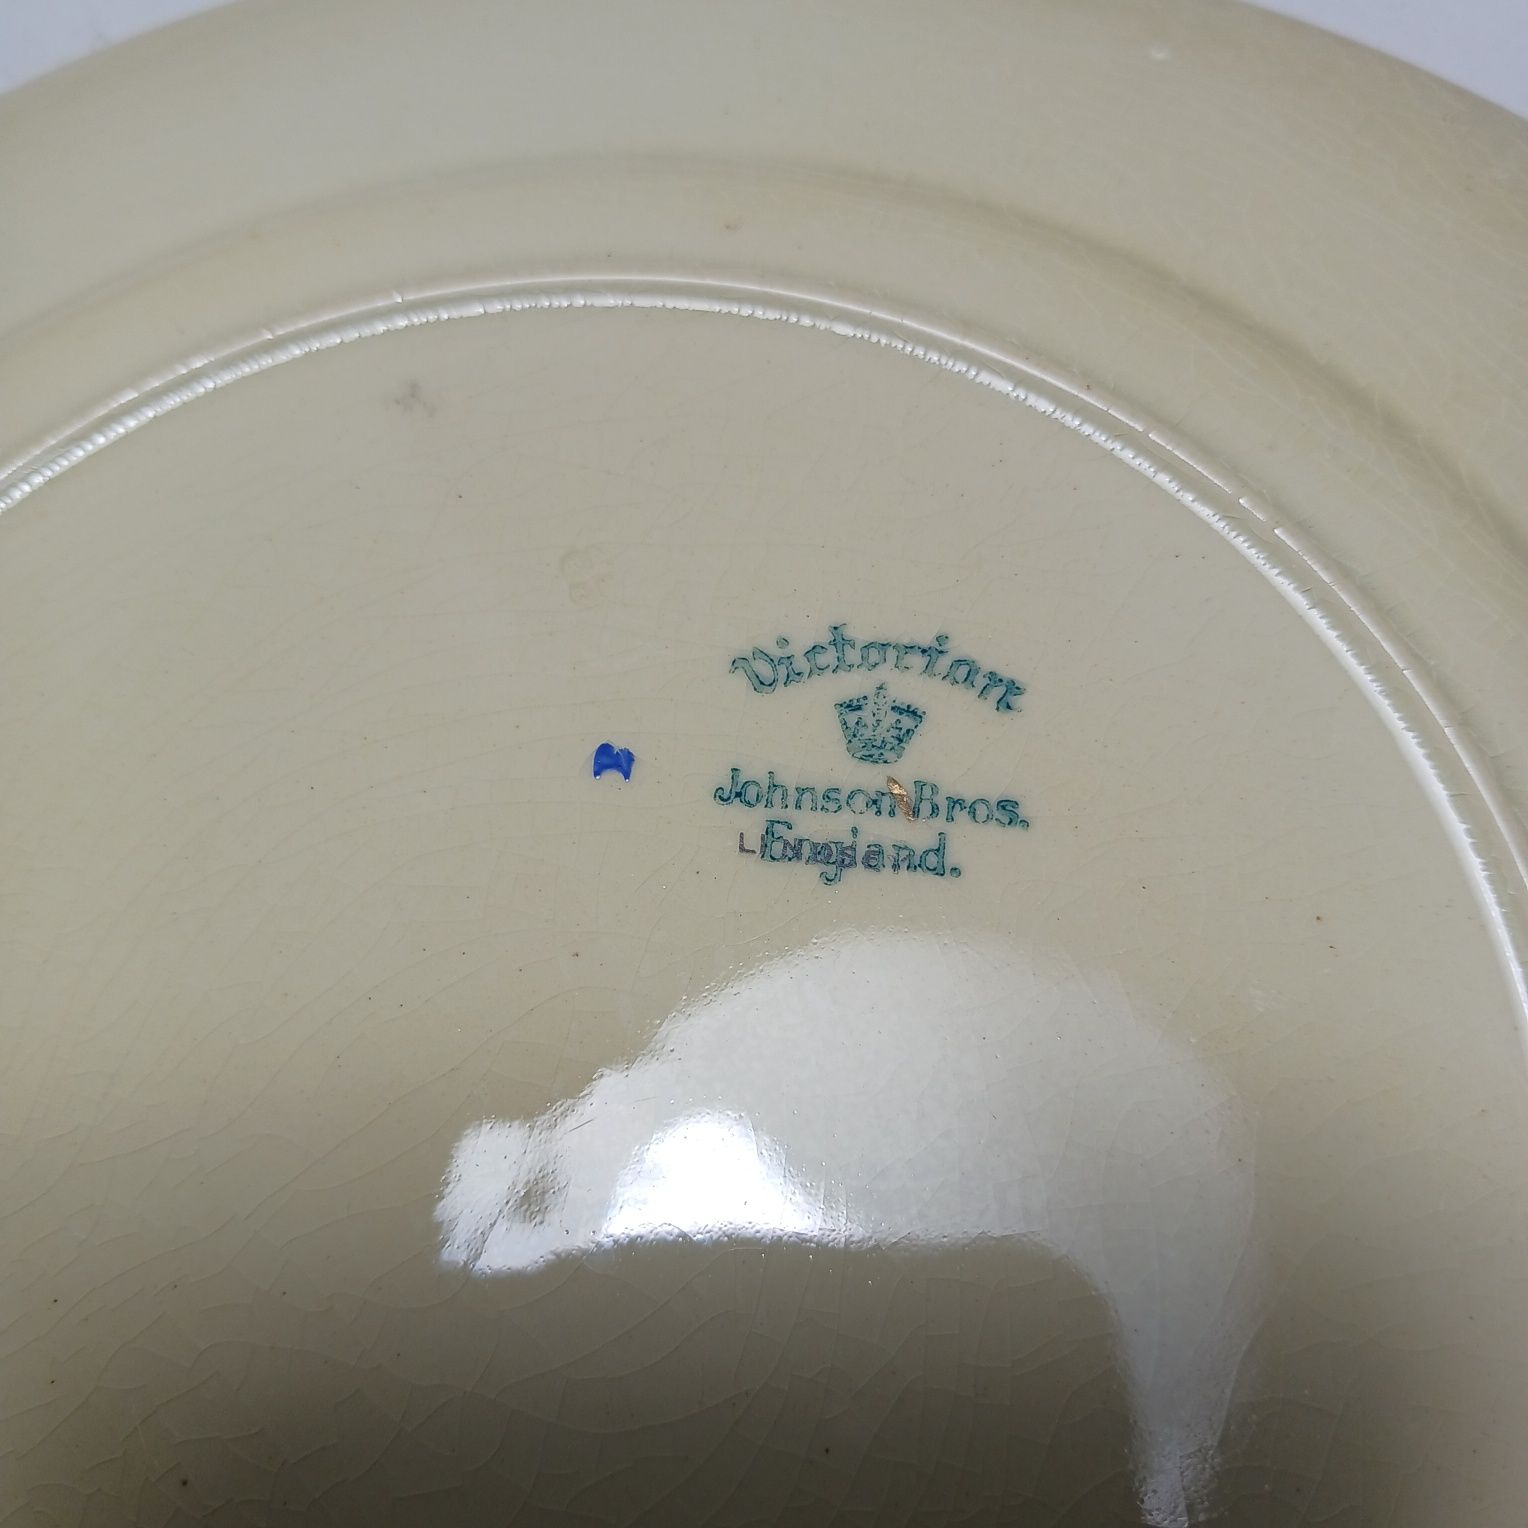 Victorian
Johnson Bros.
England.